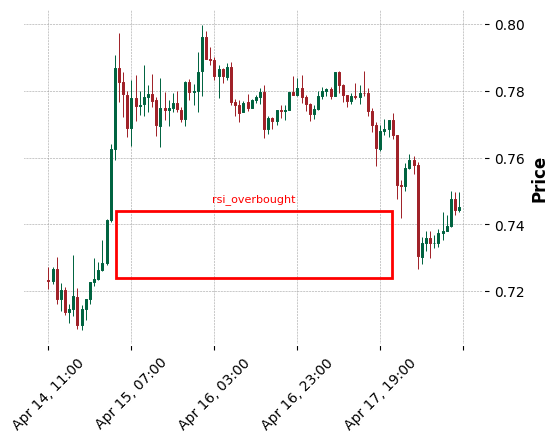 0.80
0.78
0.76
0.74
0.72
Price
rsi_overbought
Apr 14, 11:00
Apr 15, 07:00
Apr 16, 03:00
Apr 16, 23:00
Apr 17, 19:00